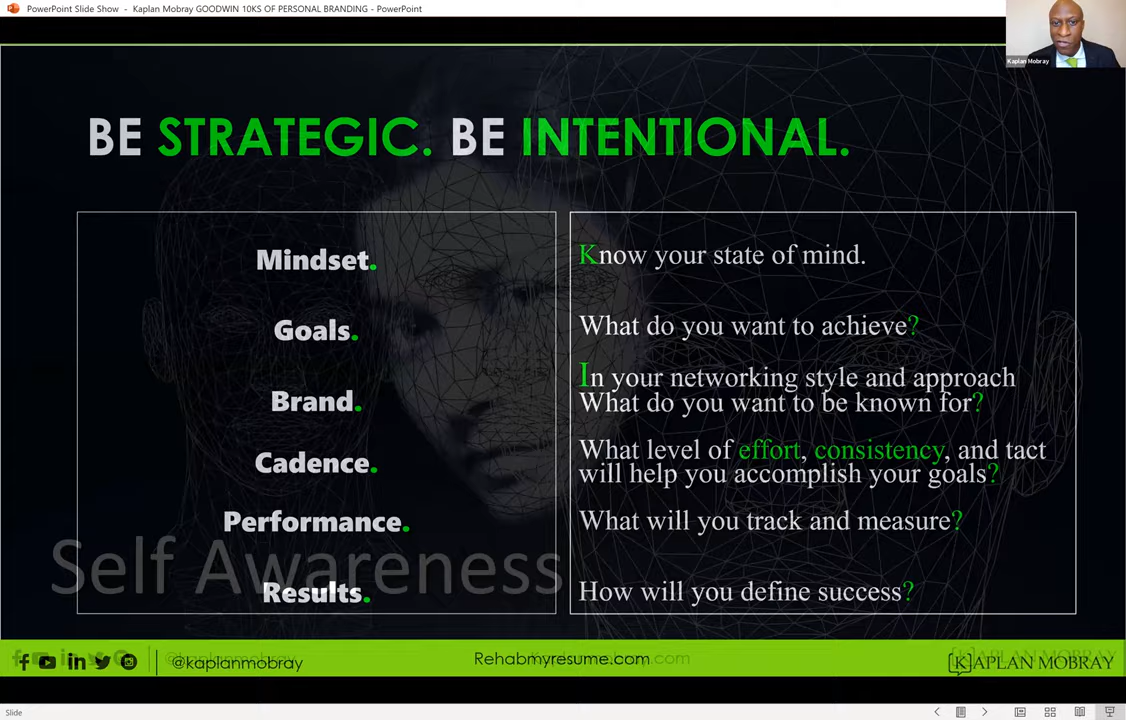 PowerPoint Slide Show - Kaplan Mobray GOODWIN 10KS OF PERSONAL BRANDING - PowerPoint
Kaplan Mobray
BE STRATEGIC. BE INTENTIONAL.
Mindset.
Know your state of mind.
Goals.
What do you want to achieve?
Brand.
In your networking style and approach
What do you want to be known for?
Cadence.
What level of effort, consistency, and tact
will help you accomplish your goals?
Performance.
What will you track and measure?
Self Awareness
Results.
How will you define success?
@kaplanmobray
Rehabmyresume.com
KAPLAN MOBRAY
Slide